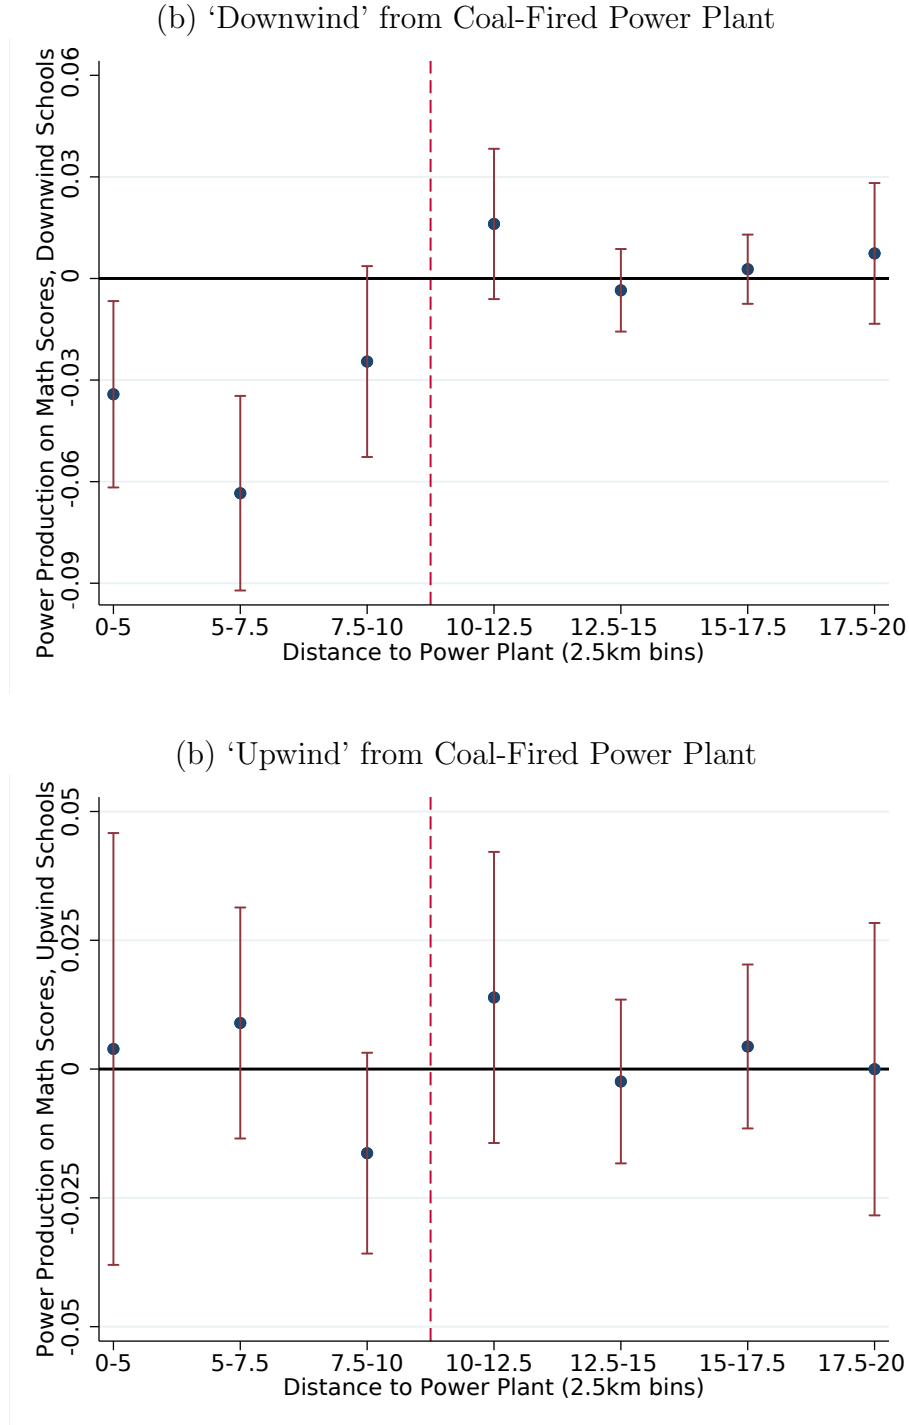 (b) ‘Downwind’ from Coal-Fired Power Plant
Power Production on Math Scores, Downwind Schools
0.06
0.03
0
-0.03
-0.06
-0.09
0-5 5-7.5 7.5-10 10-12.5 12.5-15 15-17.5 17.5-20
Distance to Power Plant (2.5km bins)
(b) ‘Upwind’ from Coal-Fired Power Plant
Power Production on Math Scores, Upwind Schools
0.05
0.025
0
-0.025
-0.05
0-5 5-7.5 7.5-10 10-12.5 12.5-15 15-17.5 17.5-20
Distance to Power Plant (2.5km bins)